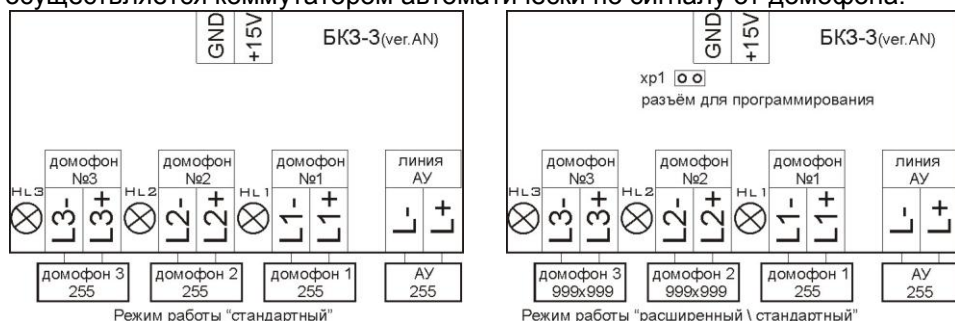 осуществляется коммутатором автоматически по сигналу от домофона.
GND
+15V
БКЗ-3(ver.AN)
домофон
№3
домофон
№2
домофон
№1
линия
АУ
HL3
L3-
L3+
HL2
L2-
L2+
HL1
L1-
L1+
L-
L+
домофон 3
255
домофон 2
255
домофон 1
255
АУ
255
Режим работы "стандартный"
GND
+15V
БКЗ-3(ver.AN)
xp1
разъём для программирования
домофон
№3
домофон
№2
домофон
№1
линия
АУ
HL3
L3-
L3+
HL2
L2-
L2+
HL1
L1-
L1+
L-
L+
домофон 3
999x999
домофон 2
999x999
домофон 1
255
АУ
255
Режим работы "расширенный \ стандартный"